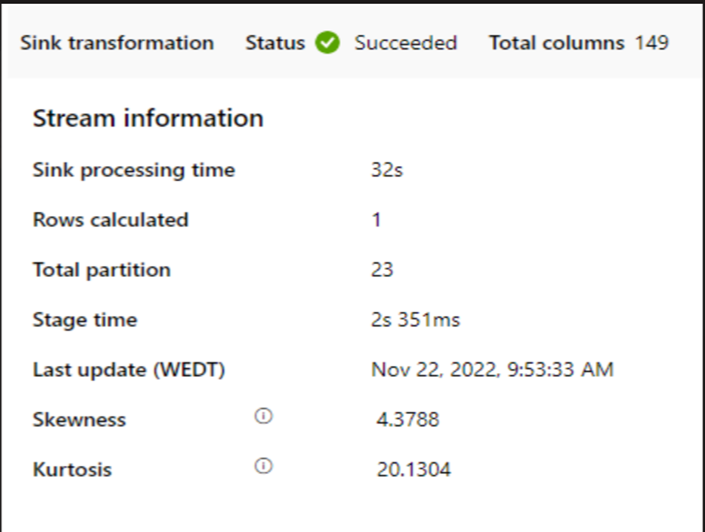 Sink transformation Status Succeeded Total columns 149
Stream information
Sink processing time 32s
Rows calculated 1
Total partition 23
Stage time 2s 351ms
Last update (WEDT) Nov 22, 2022, 9:53:33 AM
Skewness 4.3788
Kurtosis 20.1304